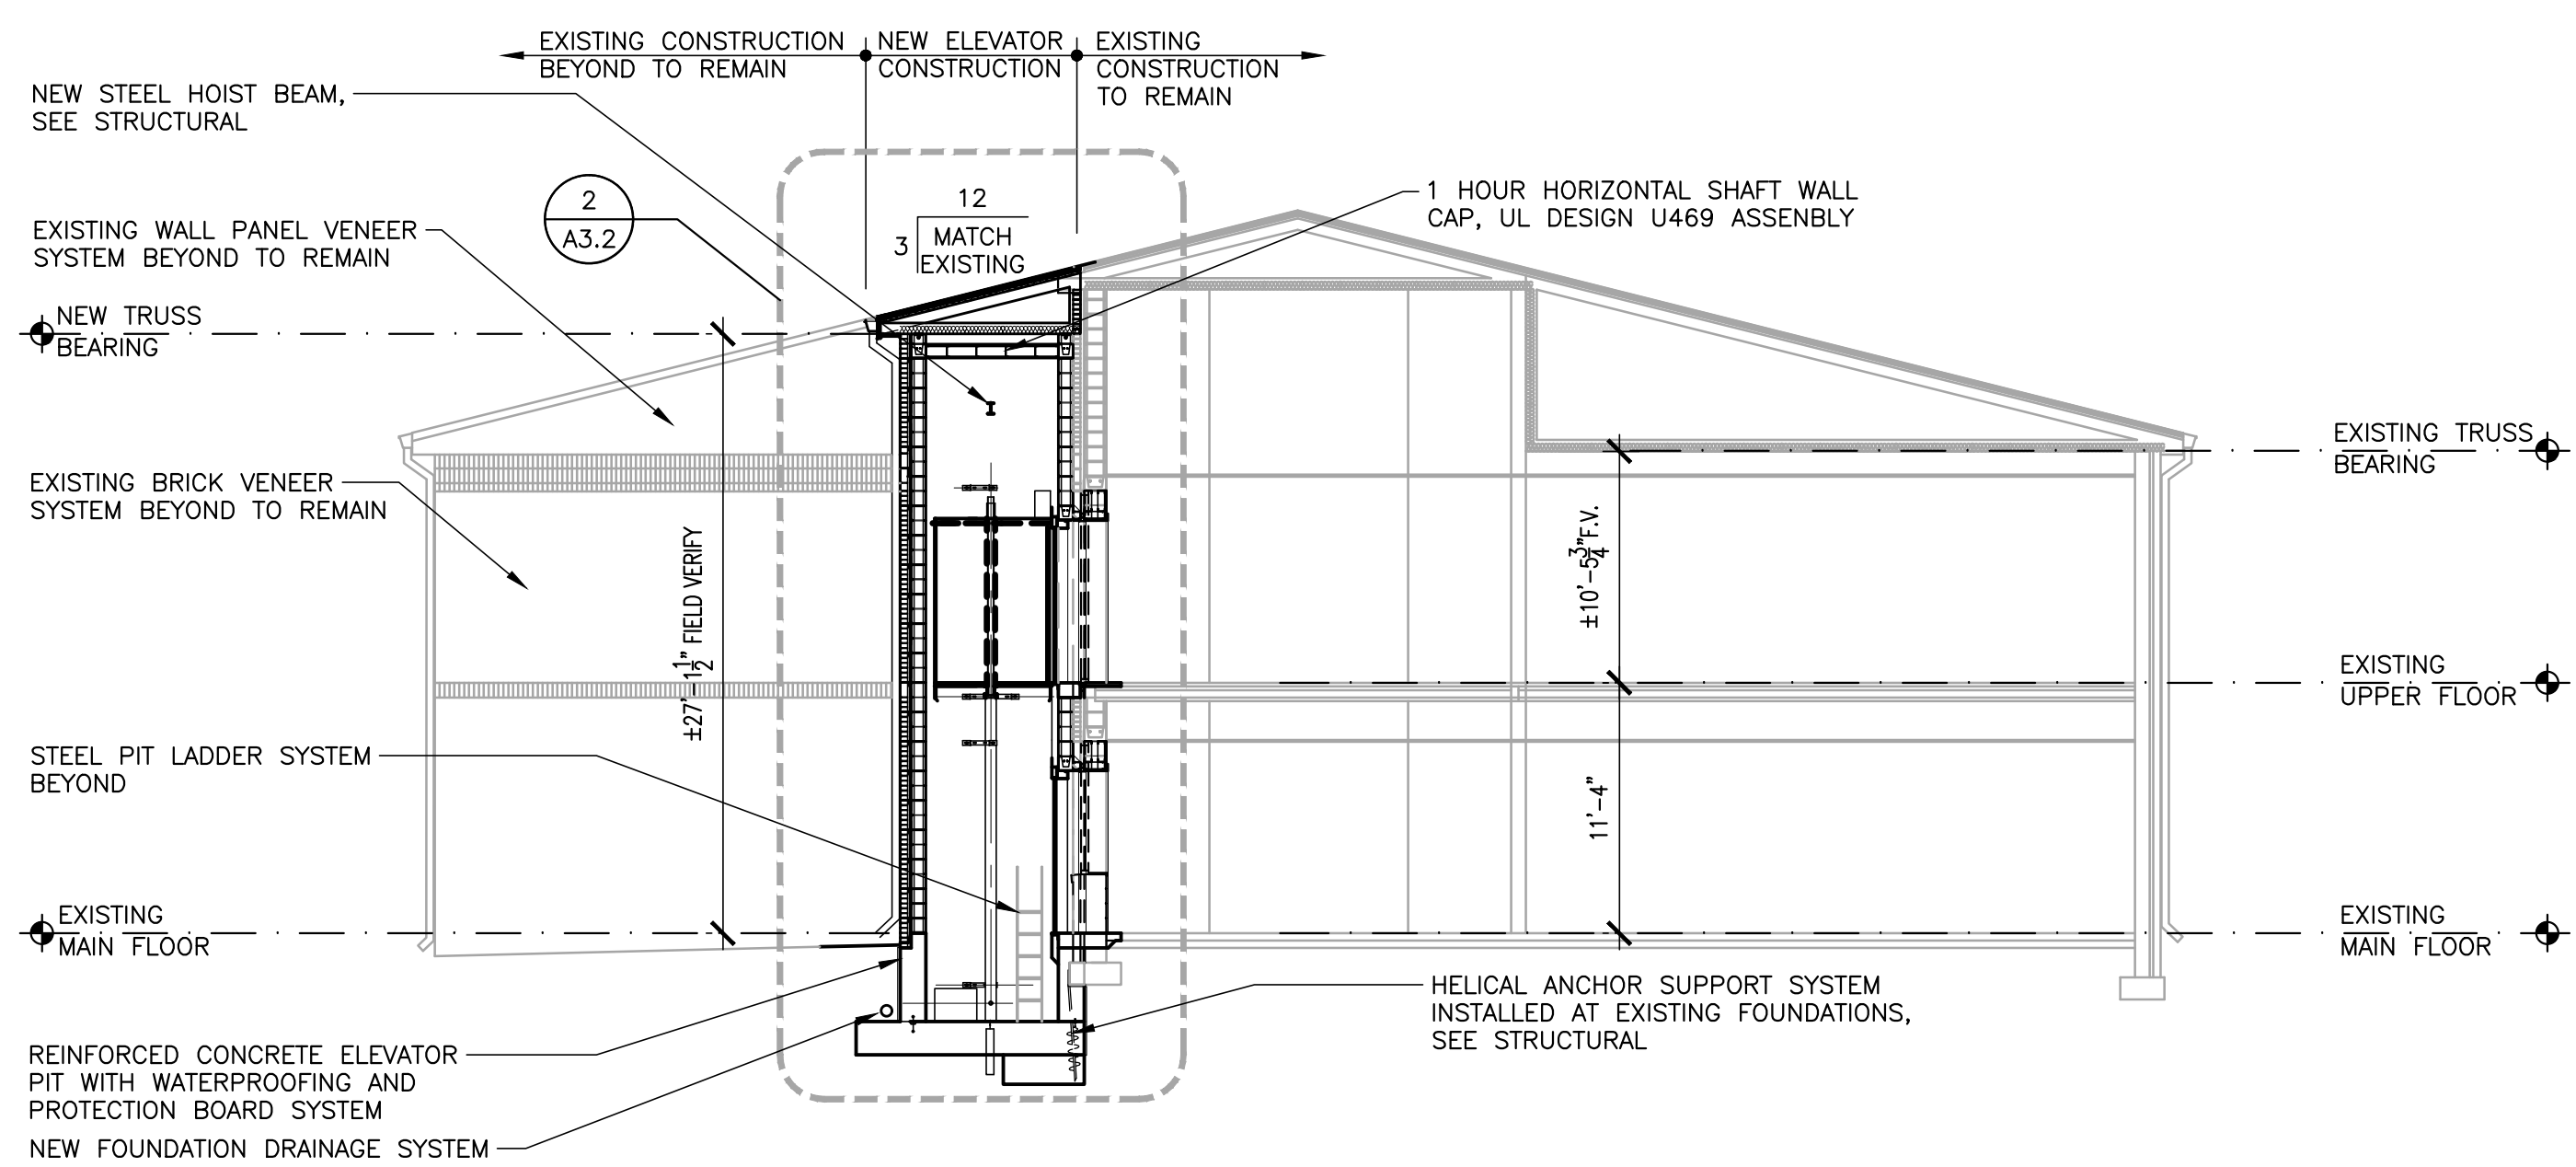 EXISTING CONSTRUCTION
BEYOND TO REMAIN
NEW ELEVATOR
CONSTRUCTION
EXISTING
CONSTRUCTION
TO REMAIN
NEW STEEL HOIST BEAM,
SEE STRUCTURAL
2
A3.2
12
3
MATCH
EXISTING
1 HOUR HORIZONTAL SHAFT WALL
CAP, UL DESIGN U469 ASSENBLY
EXISTING WALL PANEL VENEER
SYSTEM BEYOND TO REMAIN
NEW TRUSS
BEARING
EXISTING TRUSS
BEARING
EXISTING BRICK VENEER
SYSTEM BEYOND TO REMAIN
±27'-1 1/2" FIELD VERIFY
±10'-5 3/4" F.V.
EXISTING
UPPER FLOOR
STEEL PIT LADDER SYSTEM
BEYOND
11'-4"
EXISTING
MAIN FLOOR
EXISTING
MAIN FLOOR
HELICAL ANCHOR SUPPORT SYSTEM
INSTALLED AT EXISTING FOUNDATIONS,
SEE STRUCTURAL
REINFORCED CONCRETE ELEVATOR
PIT WITH WATERPROOFING AND
PROTECTION BOARD SYSTEM
NEW FOUNDATION DRAINAGE SYSTEM